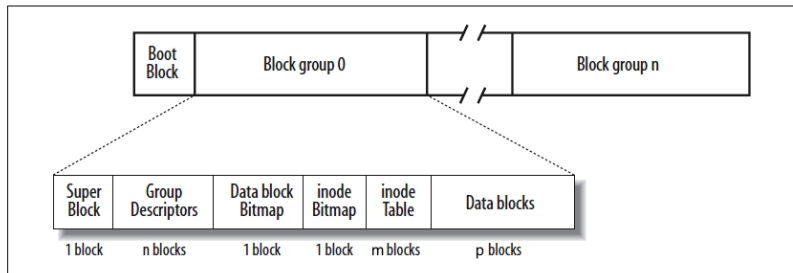 Boot
Block
Block group 0
Block group n
Super
Block
Group
Descriptors
Data block
Bitmap
inode
Bitmap
inode
Table
Data blocks
1 block
n blocks
1 block
1 block
m blocks
p blocks